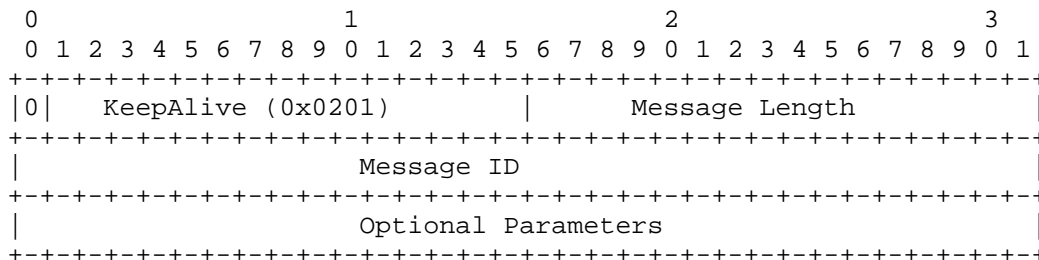 0                   1                   2                   3
 0 1 2 3 4 5 6 7 8 9 0 1 2 3 4 5 6 7 8 9 0 1 2 3 4 5 6 7 8 9 0 1
+-+-+-+-+-+-+-+-+-+-+-+-+-+-+-+-+-+-+-+-+-+-+-+-+-+-+-+-+-+-+-+-+
|0|   KeepAlive (0x0201)        |      Message Length           |
+-+-+-+-+-+-+-+-+-+-+-+-+-+-+-+-+-+-+-+-+-+-+-+-+-+-+-+-+-+-+-+-+
|                     Message ID                                |
+-+-+-+-+-+-+-+-+-+-+-+-+-+-+-+-+-+-+-+-+-+-+-+-+-+-+-+-+-+-+-+-+
|                     Optional Parameters                       |
+-+-+-+-+-+-+-+-+-+-+-+-+-+-+-+-+-+-+-+-+-+-+-+-+-+-+-+-+-+-+-+-+